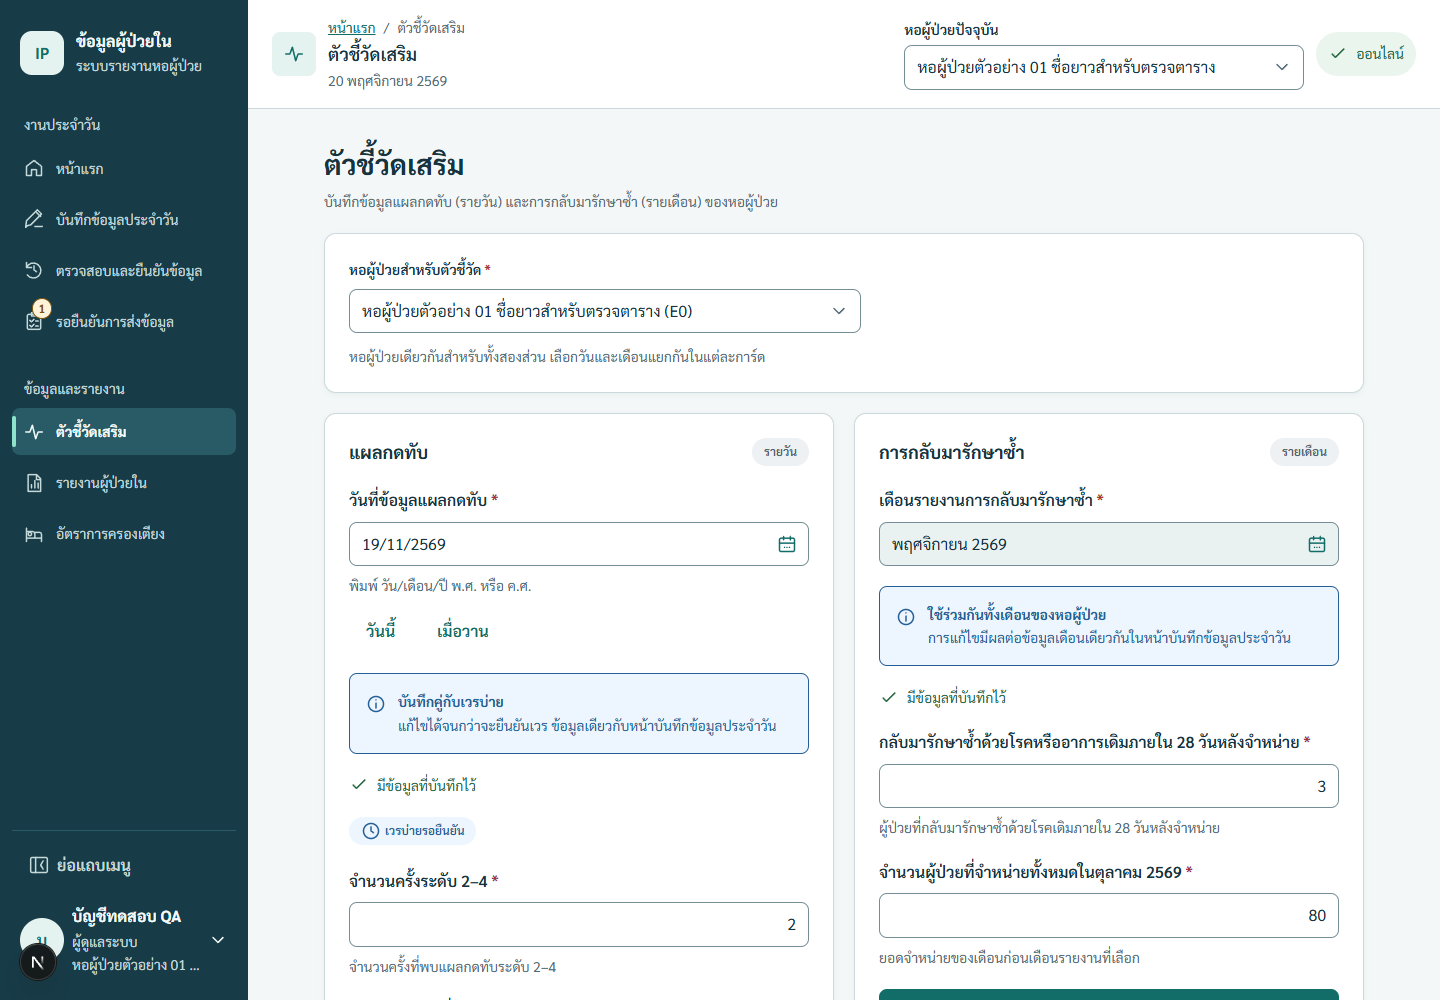 IP
ข้อมูลผู้ป่วยใน
ระบบรายงานหอผู้ป่วย
งานประจำวัน
หน้าแรก
บันทึกข้อมูลประจำวัน
ตรวจสอบและยืนยันข้อมูล
1
รอยืนยันการส่งข้อมูล
ข้อมูลและรายงาน
ตัวชี้วัดเสริม
รายงานผู้ป่วยใน
อัตราการครองเตียง
ย่อแถบเมนู
บัญชีทดสอบ QA
ผู้ดูแลระบบ
หอผู้ป่วยตัวอย่าง 01 ...
N
หน้าแรก / ตัวชี้วัดเสริม
ตัวชี้วัดเสริม
20 พฤศจิกายน 2569
หอผู้ป่วยปัจจุบัน
หอผู้ป่วยตัวอย่าง 01 ชื่อยาวสำหรับตรวจตาราง
ออนไลน์
ตัวชี้วัดเสริม
บันทึกข้อมูลแผลกดทับ (รายวัน) และการกลับมารักษาซ้ำ (รายเดือน) ของหอผู้ป่วย
หอผู้ป่วยสำหรับตัวชี้วัด *
หอผู้ป่วยตัวอย่าง 01 ชื่อยาวสำหรับตรวจตาราง (E0)
หอผู้ป่วยเดียวกันสำหรับทั้งสองส่วน เลือกวันและเดือนแยกกันในแต่ละการ์ด
แผลกดทับ
รายวัน
วันที่ข้อมูลแผลกดทับ *
19/11/2569
พิมพ์ วัน/เดือน/ปี พ.ศ. หรือ ค.ศ.
วันนี้ เมื่อวาน
บันทึกคู่กับเวรบ่าย
แก้ไขได้จนกว่าจะยืนยันเวร ข้อมูลเดียวกับหน้าบันทึกข้อมูลประจำวัน
มีข้อมูลที่บันทึกไว้
เวรบ่ายรอยืนยัน
จำนวนครั้งระดับ 2–4 *
2
จำนวนครั้งที่พบแผลกดทับระดับ 2–4
การกลับมารักษาซ้ำ
รายเดือน
เดือนรายงานการกลับมารักษาซ้ำ *
พฤศจิกายน 2569
ใช้ร่วมกันทั้งเดือนของหอผู้ป่วย
การแก้ไขมีผลต่อข้อมูลเดือนเดียวกันในหน้าบันทึกข้อมูลประจำวัน
มีข้อมูลที่บันทึกไว้
กลับมารักษาซ้ำด้วยโรคหรืออาการเดิมภายใน 28 วันหลังจำหน่าย *
3
ผู้ป่วยที่กลับมารักษาซ้ำด้วยโรคเดิมภายใน 28 วันหลังจำหน่าย
จำนวนผู้ป่วยที่จำหน่ายทั้งหมดในตุลาคม 2569 *
80
ยอดจำหน่ายของเดือนก่อนเดือนรายงานที่เลือก